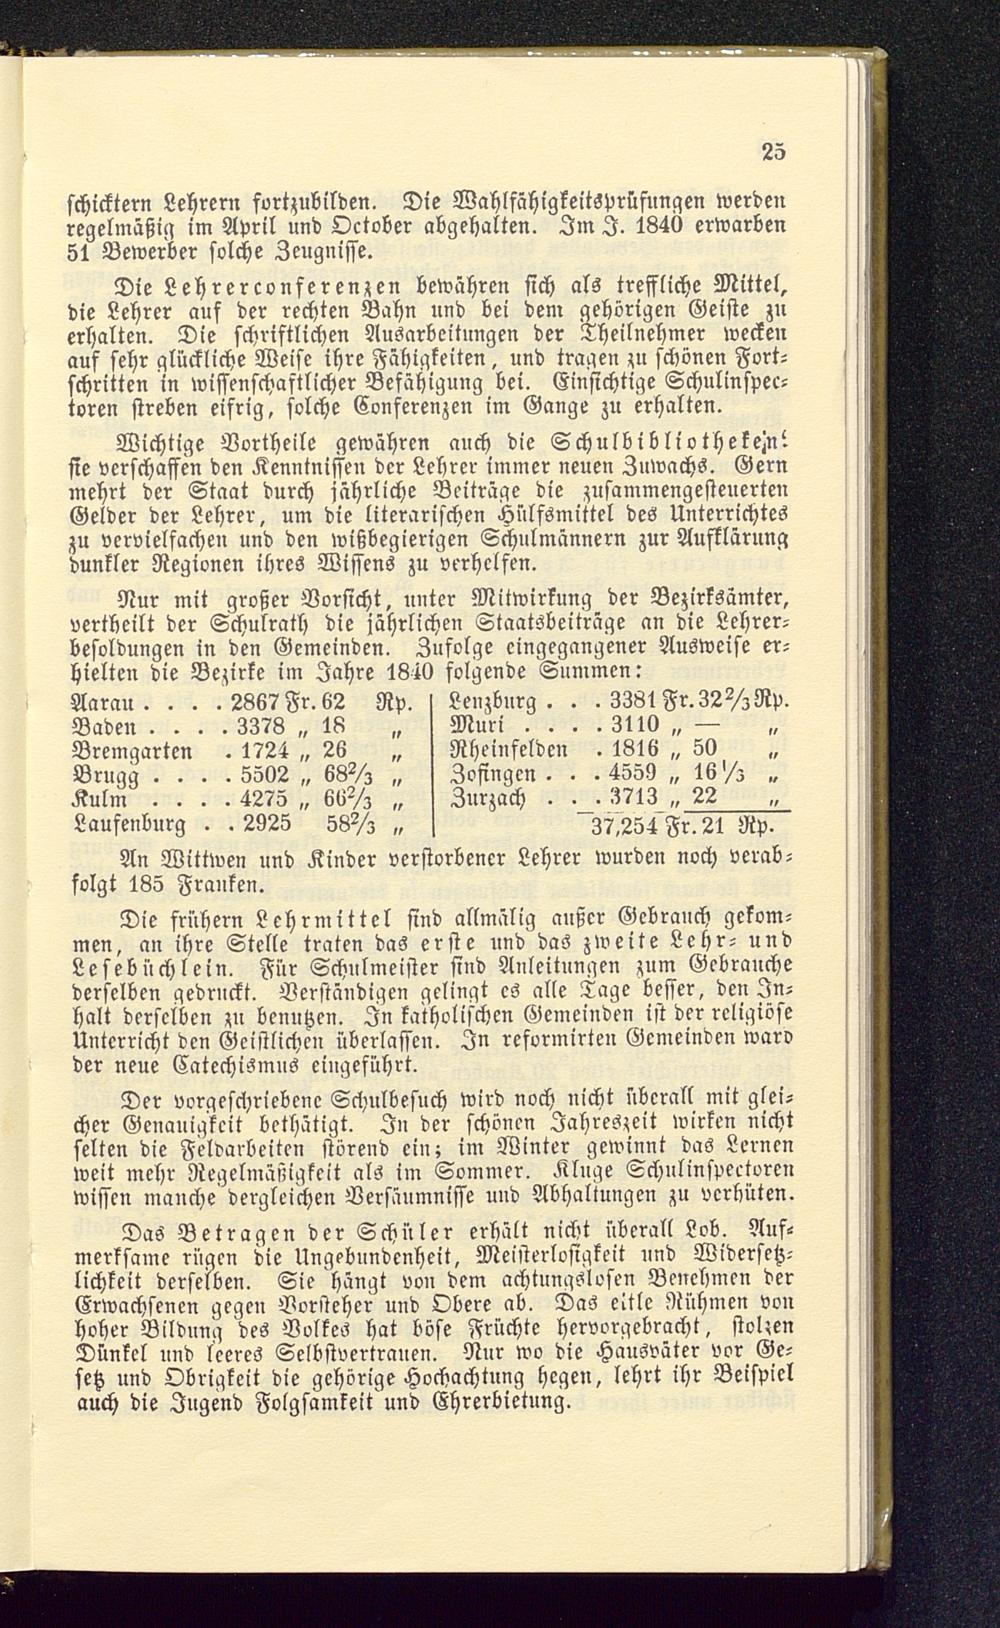 25
schicktern Lehrern fortzubilden. Die Wahlfähigkeitsprüfungen werden
regelmäßig im April und October abgehalten. Im J. 1840 erwarben
51 Bewerber solche Zeugnisse.
Die Lehrerconferenzen bewähren sich als treffliche Mittel,
die Lehrer auf der rechten Bahn und bei dem gehörigen Geiste zu
erhalten. Die schriftlichen Ausarbeitungen der Theilnehmer wecken
auf sehr glückliche Weise ihre Fähigkeiten, und tragen zu schönen Fort-
schritten in wissenschaftlicher Befähigung bei. Einsichtige Schulinspec-
toren streben eifrig, solche Conferenzen im Gange zu erhalten.
Wichtige Vortheile gewähren auch die Schulbibliotheken:
sie verschaffen den Kenntnissen der Lehrer immer neuen Zuwachs. Gern
mehrt der Staat durch jährliche Beiträge die zusammengesteuerten
Gelder der Lehrer, um die literarischen Hülfsmittel des Unterrichtes
zu vervielfachen und den wißbegierigen Schulmännern zur Aufklärung
dunkler Regionen ihres Wissens zu verhelfen.
Nur mit großer Vorsicht, unter Mitwirkung der Bezirksämter,
vertheilt der Schulrath die jährlichen Staatsbeiträge an die Lehrer-
besoldungen in den Gemeinden. Zufolge eingegangener Ausweise er-
hielten die Bezirke im Jahre 1840 folgende Summen:
Aarau . . . . 2867 Fr. 62 Rp.
Baden . . . . 3378 „ 18 „
Bremgarten . 1724 „ 26 „
Brugg . . . . 5502 „ 68²/₃ „
Kulm . . . . 4275 „ 66²/₃ „
Laufenburg . . 2925 58²/₃ „
Lenzburg . . . 3381 Fr. 32²/₃ Rp.
Muri . . . . 3110 „ — „
Rheinfelden . 1816 „ 50 „
Zofingen . . . 4559 „ 16¹/₃ „
Zurzach . . . 3713 „ 22 „
37,254 Fr. 21 Rp.
An Wittwen und Kinder verstorbener Lehrer wurden noch verab-
folgt 185 Franken.
Die frühern Lehrmittel sind allmälig außer Gebrauch gekom-
men, an ihre Stelle traten das erste und das zweite Lehr- und
Lesebüchlein. Für Schulmeister sind Anleitungen zum Gebrauche
derselben gedruckt. Verständigen gelingt es alle Tage besser, den In-
halt derselben zu benutzen. In katholischen Gemeinden ist der religiöse
Unterricht den Geistlichen überlassen. In reformirten Gemeinden ward
der neue Catechismus eingeführt.
Der vorgeschriebene Schulbesuch wird noch nicht überall mit glei-
cher Genauigkeit bethätigt. In der schönen Jahreszeit wirken nicht
selten die Feldarbeiten störend ein; im Winter gewinnt das Lernen
weit mehr Regelmäßigkeit als im Sommer. Kluge Schulinspectoren
wissen manche dergleichen Versäumnisse und Abhaltungen zu verhüten.
Das Betragen der Schüler erhält nicht überall Lob. Auf-
merksame rügen die Ungebundenheit, Meisterlosigkeit und Widersetz-
lichkeit derselben. Sie hängt von dem achtungslosen Benehmen der
Erwachsenen gegen Vorsteher und Obere ab. Das eitle Rühmen von
hoher Bildung des Volkes hat böse Früchte hervorgebracht, stolzen
Dünkel und leeres Selbstvertrauen. Nur wo die Hausväter vor Ge-
setz und Obrigkeit die gehörige Hochachtung hegen, lehrt ihr Beispiel
auch die Jugend Folgsamkeit und Ehrerbietung.